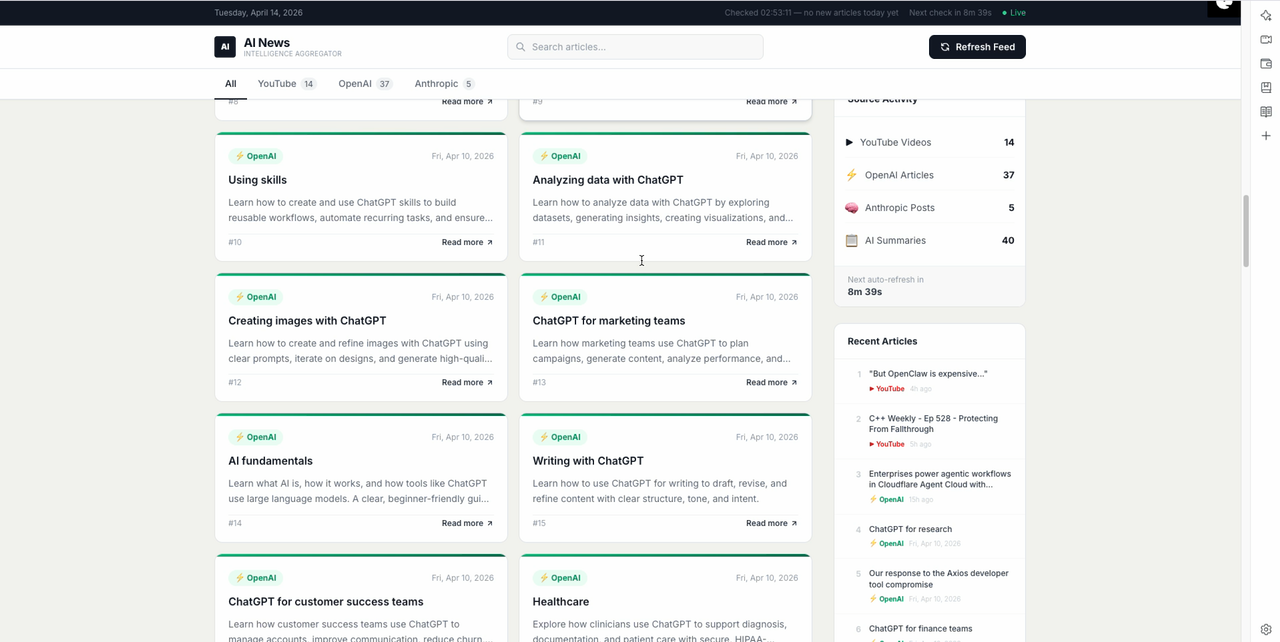 Tuesday, April 14, 2026
Checked 02:53:11 — no new articles today yet
Next check in 8m 39s
Live
AI
AI News
INTELLIGENCE AGGREGATOR
Search articles...
Refresh Feed
All
YouTube 14
OpenAI 37
Anthropic 5
#8
Read more ↗
#9
Read more ↗
⚡ OpenAI
Fri, Apr 10, 2026
Using skills
Learn how to create and use ChatGPT skills to build
reusable workflows, automate recurring tasks, and ensure...
#10
Read more ↗
⚡ OpenAI
Fri, Apr 10, 2026
Analyzing data with ChatGPT
Learn how to analyze data with ChatGPT by exploring
datasets, generating insights, creating visualizations, and...
#11
Read more ↗
⚡ OpenAI
Fri, Apr 10, 2026
Creating images with ChatGPT
Learn how to create and refine images with ChatGPT using
clear prompts, iterate on designs, and generate high-quali...
#12
Read more ↗
⚡ OpenAI
Fri, Apr 10, 2026
ChatGPT for marketing teams
Learn how marketing teams use ChatGPT to plan
campaigns, generate content, analyze performance, and...
#13
Read more ↗
⚡ OpenAI
Fri, Apr 10, 2026
AI fundamentals
Learn what AI is, how it works, and how tools like ChatGPT
use large language models. A clear, beginner-friendly gui...
#14
Read more ↗
⚡ OpenAI
Fri, Apr 10, 2026
Writing with ChatGPT
Learn how to use ChatGPT for writing to draft, revise, and
refine content with clear structure, tone, and intent.
#15
Read more ↗
⚡ OpenAI
Fri, Apr 10, 2026
ChatGPT for customer success teams
Learn how customer success teams use ChatGPT to
manage accounts, improve communication, reduce churn,
⚡ OpenAI
Fri, Apr 10, 2026
Healthcare
Explore how clinicians use ChatGPT to support diagnosis,
documentation, and patient care with secure, HIPAA-
Source Activity
YouTube Videos 14
OpenAI Articles 37
Anthropic Posts 5
AI Summaries 40
Next auto-refresh in
8m 39s
Recent Articles
1
"But OpenClaw is expensive..."
YouTube 4h ago
2
C++ Weekly - Ep 528 - Protecting
From Fallthrough
YouTube 5h ago
3
Enterprises power agentic workflows
in Cloudflare Agent Cloud with...
⚡ OpenAI 15h ago
4
ChatGPT for research
⚡ OpenAI Fri, Apr 10, 2026
5
Our response to the Axios developer
tool compromise
⚡ OpenAI Fri, Apr 10, 2026
6
ChatGPT for finance teams